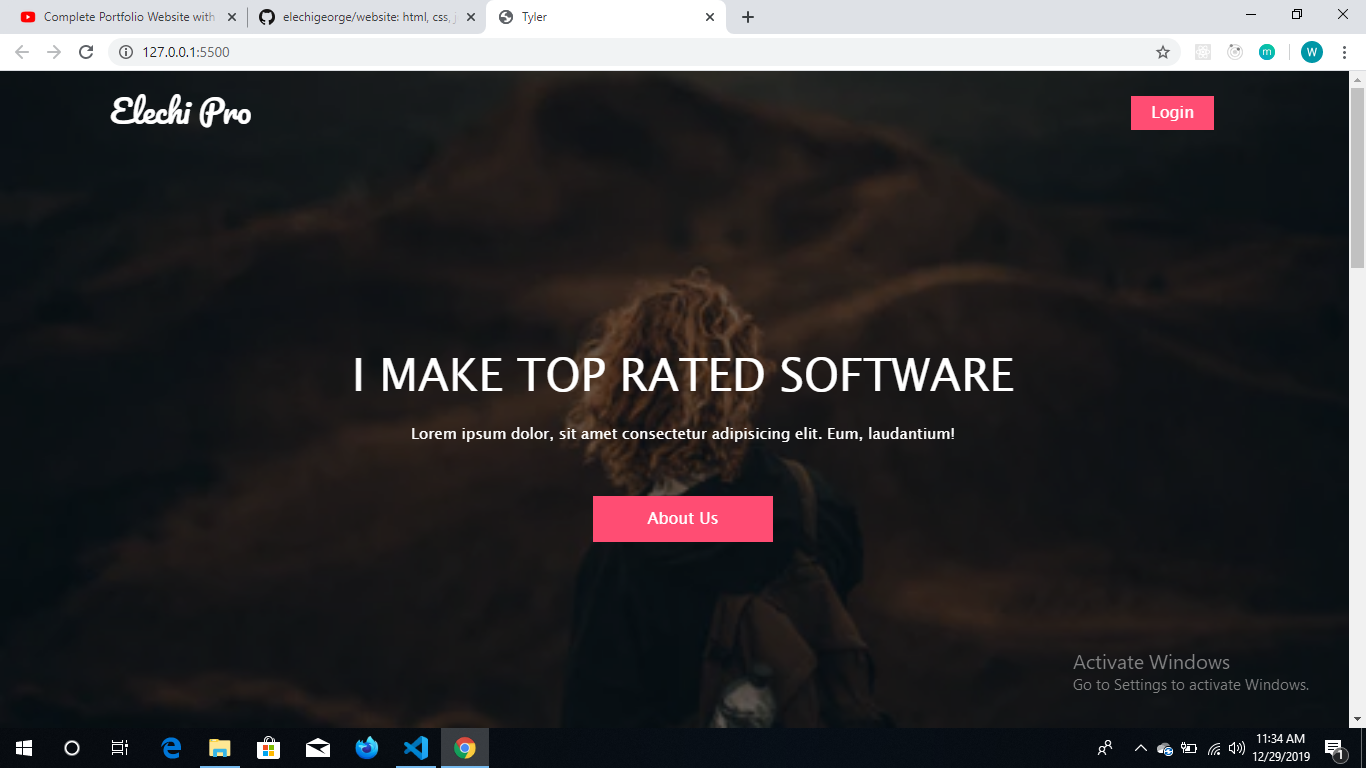 Complete Portfolio Website with
elechigeorge/website: html, css, j
Tyler
127.0.0.1:5500
m
W
Elechi Pro
Login
I MAKE TOP RATED SOFTWARE
Lorem ipsum dolor, sit amet consectetur adipisicing elit. Eum, laudantium!
About Us
Activate Windows
Go to Settings to activate Windows.
11:34 AM
12/29/2019
1